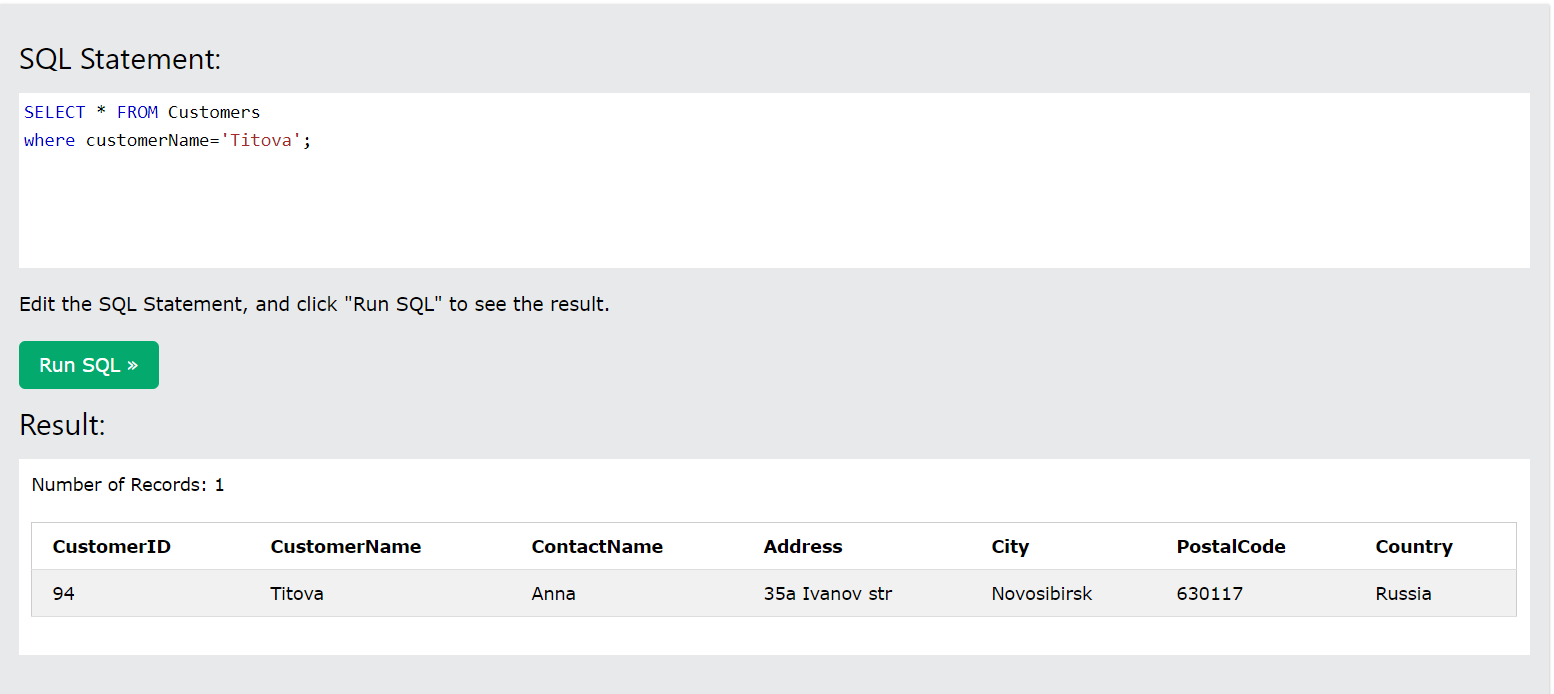 SQL Statement:
SELECT * FROM Customers
where customerName='Titova';
Edit the SQL Statement, and click "Run SQL" to see the result.
Run SQL »
Result:
Number of Records: 1
CustomerID CustomerName ContactName Address City PostalCode Country
94 Titova Anna 35a Ivanov str Novosibirsk 630117 Russia